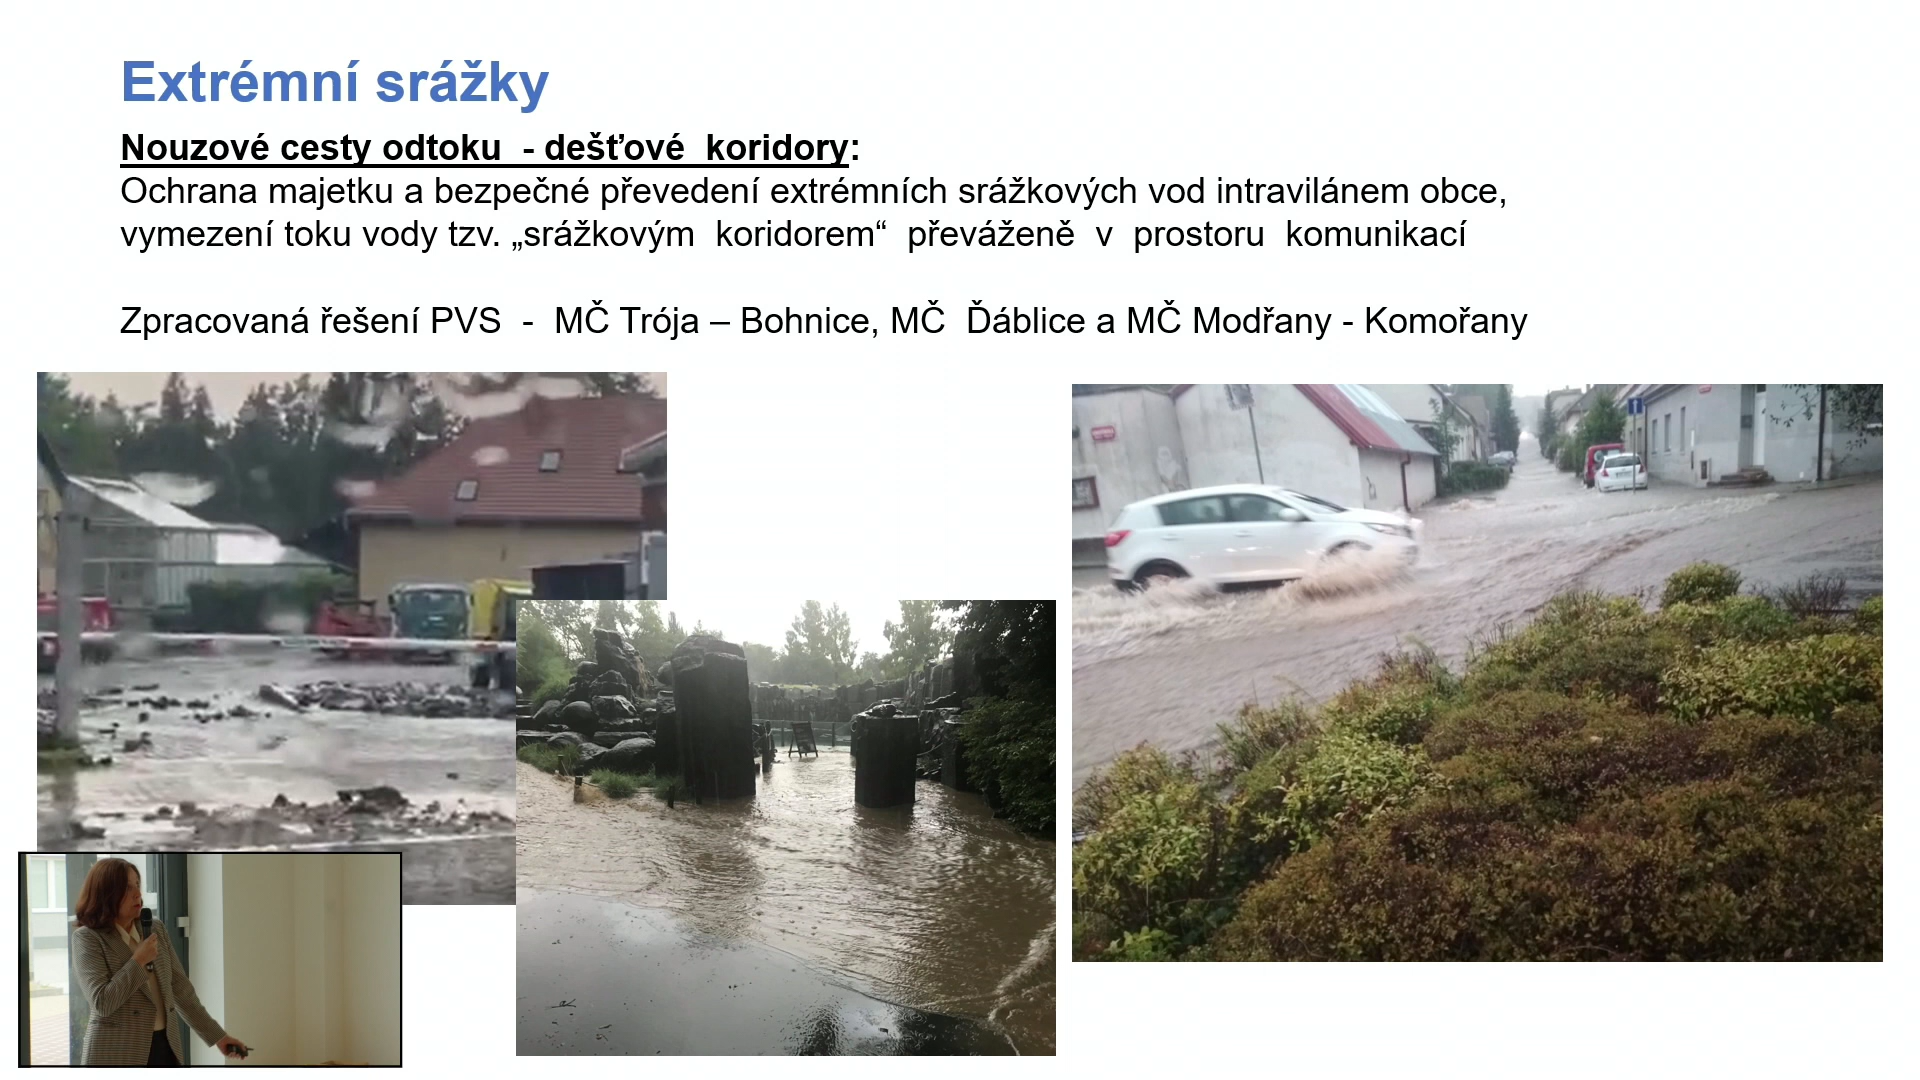 Extrémní srážky
Nouzové cesty odtoku - dešťové koridory:
Ochrana majetku a bezpečné převedení extrémních srážkových vod intravilánem obce,
vymezení toku vody tzv. „srážkovým koridorem“ převáženě v prostoru komunikací
Zpracovaná řešení PVS - MČ Trója – Bohnice, MČ Ďáblice a MČ Modřany - Komořany